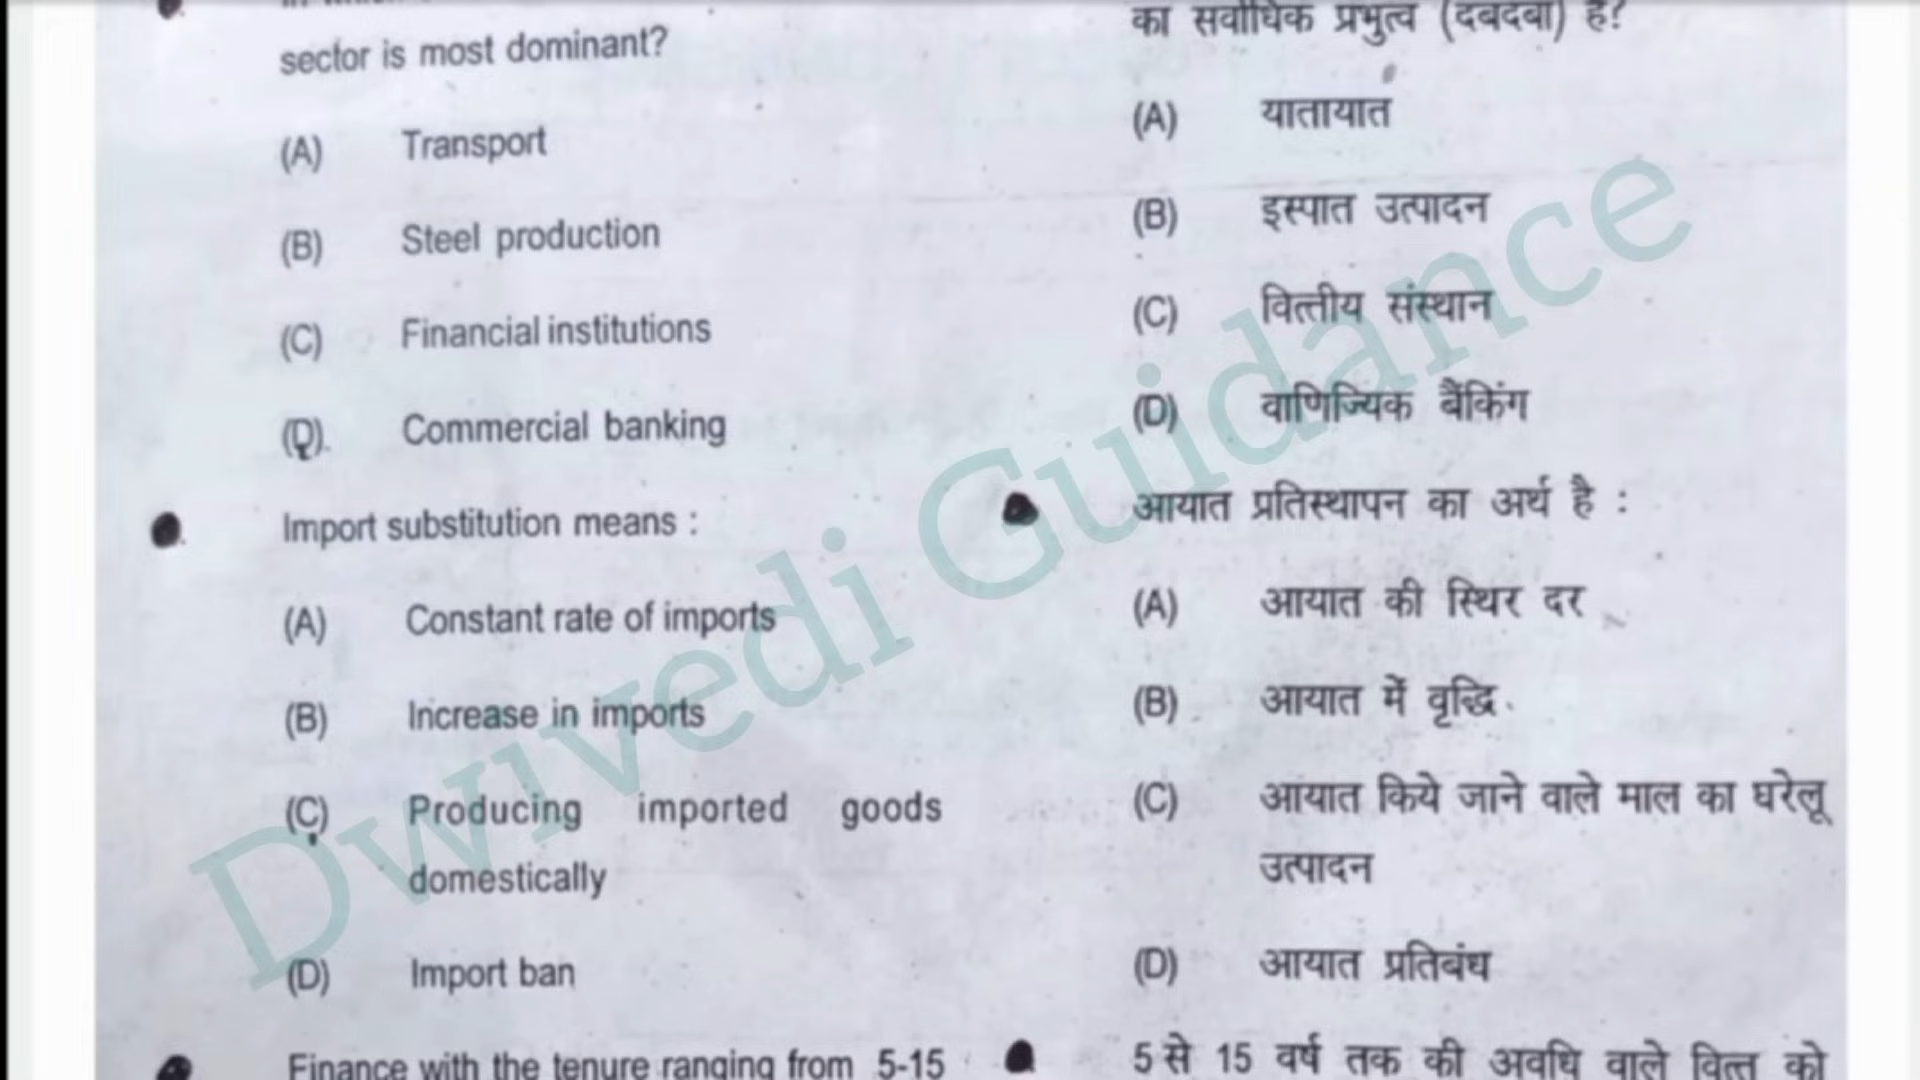 sector is most dominant?
(A) Transport
(B) Steel production
(C) Financial institutions
(D). Commercial banking
Import substitution means :
(A) Constant rate of imports
(B) Increase in imports
(C) Producing imported goods
domestically
(D) Import ban
Finance with the tenure ranging from 5-15
का सर्वाधिक प्रभुत्व (दबदबा) है?
(A) यातायात
(B) इस्पात उत्पादन
(C) वित्तीय संस्थान
(D) वाणिज्यिक बैंकिंग
आयात प्रतिस्थापन का अर्थ है :
(A) आयात की स्थिर दर
(B) आयात में वृद्धि
(C) आयात किये जाने वाले माल का घरेलू
उत्पादन
(D) आयात प्रतिबंध
5 से 15 वर्ष तक की अवधि वाले वित्त को
Dwivedi Guidance